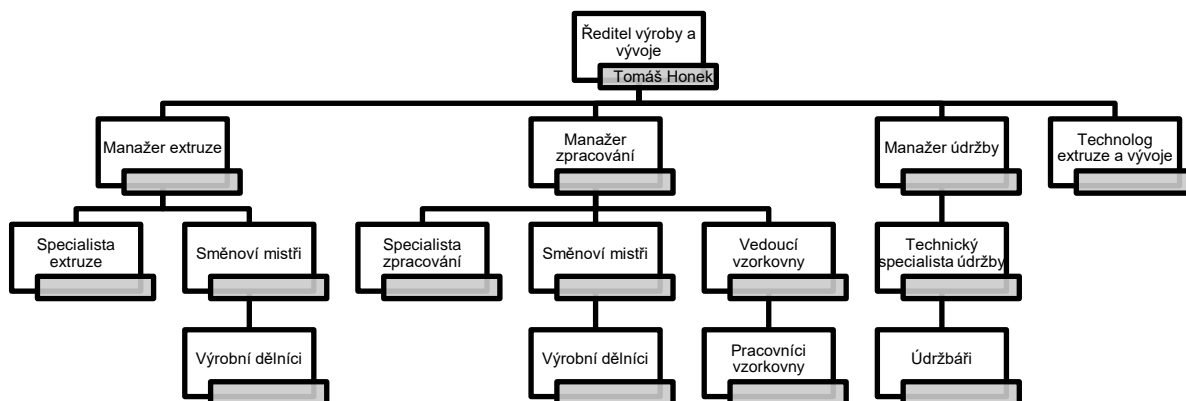 Ředitel výroby a
vývoje
Tomáš Honek
Manažer extruze
Manažer
zpracování
Manažer údržby
Technolog
extruze a vývoje
Specialista
extruze
Směnoví mistři
Specialista
zpracování
Směnoví mistři
Vedoucí
vzorkovny
Technický
specialista údržby
Výrobní dělníci
Výrobní dělníci
Pracovníci
vzorkovny
Údržbáři